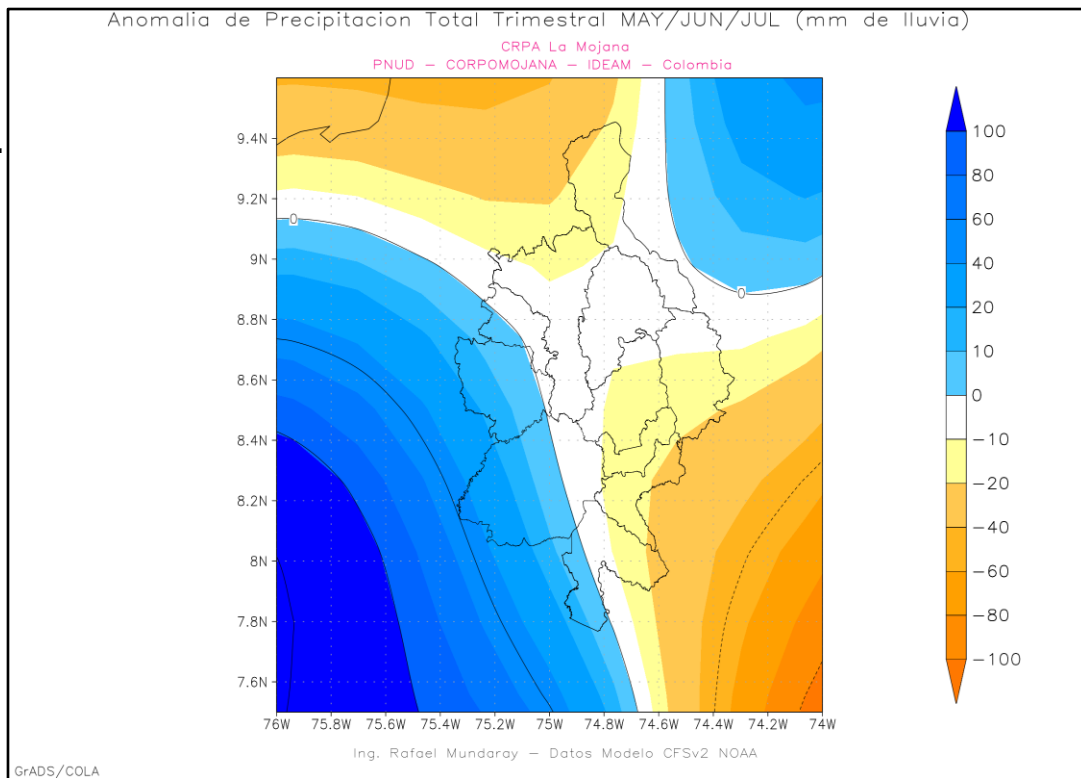 Anomalia de Precipitacion Total Trimestral MAY/JUN/JUL (mm de lluvia)
CRPA La Mojana
PNUD – CORPOMOJANA – IDEAM – Colombia
9.4N
9.2N
9N
8.8N
8.6N
8.4N
8.2N
8N
7.8N
7.6N
0
0
76W 75.8W 75.6W 75.4W 75.2W 75W 74.8W 74.6W 74.4W 74.2W 74W
100
80
60
40
20
10
0
−10
−20
−40
−60
−80
−100
Ing. Rafael Mundaray – Datos Modelo CFSv2 NOAA
GrADS/COLA